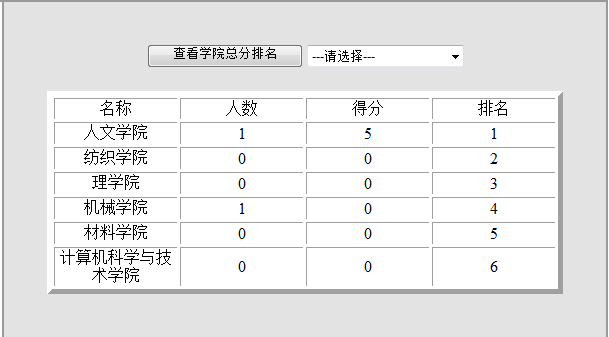 查看学院总分排名 ---请选择---
名称 人数 得分 排名
人文学院 1 5 1
纺织学院 0 0 2
理学院 0 0 3
机械学院 1 0 4
材料学院 0 0 5
计算机科学与技
术学院 0 0 6